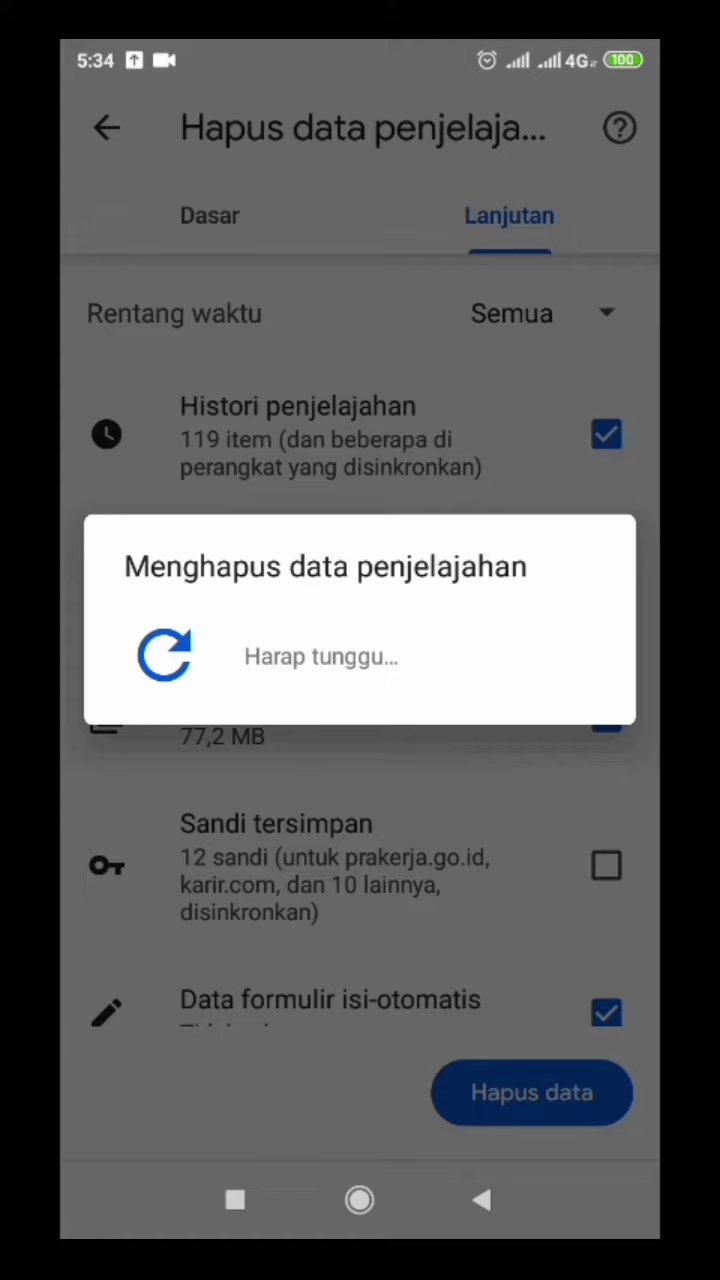 5:34 4G 100
Hapus data penjelaja...
Dasar Lanjutan
Rentang waktu Semua
Histori penjelajahan
119 item (dan beberapa di
perangkat yang disinkronkan)
Menghapus data penjelajahan
Harap tunggu...
77,2 MB
Sandi tersimpan
12 sandi (untuk prakerja.go.id,
karir.com, dan 10 lainnya,
disinkronkan)
Data formulir isi-otomatis
Hapus data